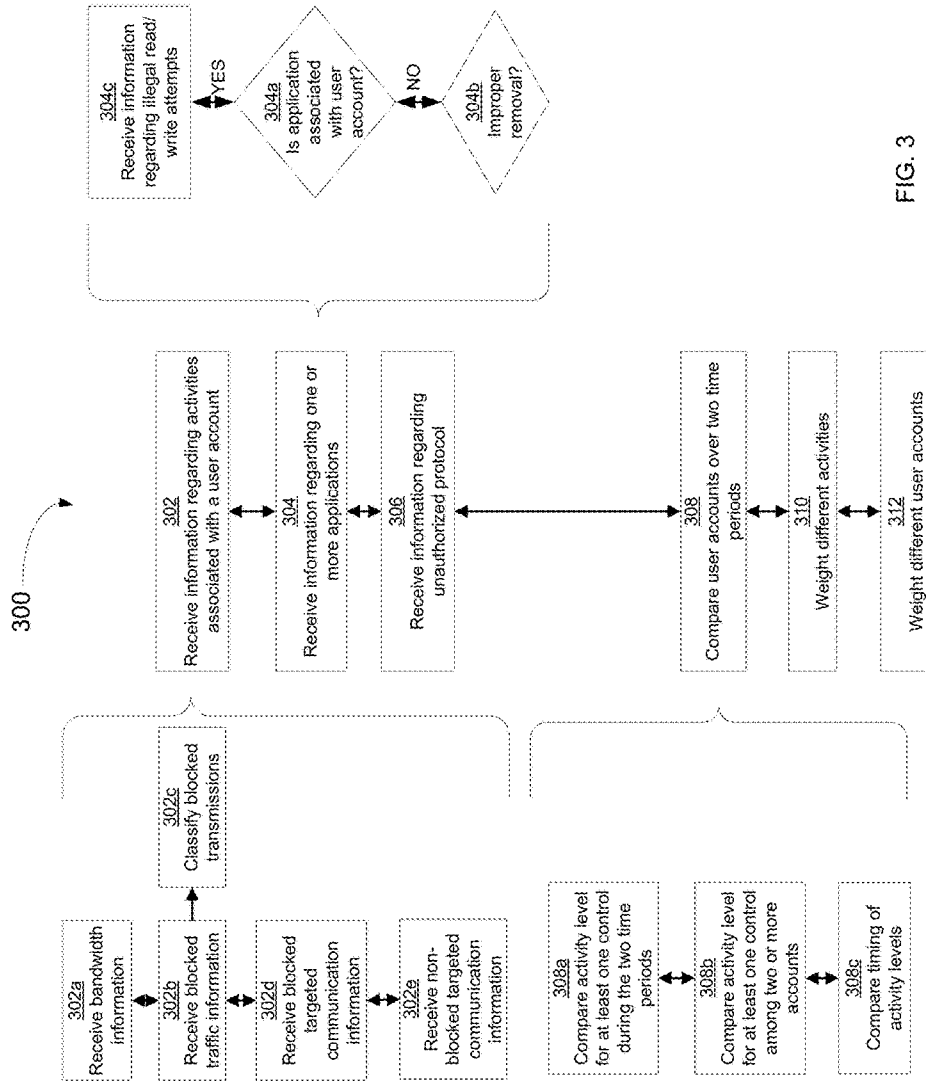 300
302a
Receive bandwidth
information
302b
Receive blocked
traffic information
302c
Classify blocked
transmissions
302d
Receive blocked
targeted
communication
information
302e
Receive non-
blocked targeted
communication
information
302
Receive information regarding activities
associated with a user account
304
Receive information regarding one or
more applications
306
Receive information regarding
unauthorized protocol
304c
Receive information
regarding illegal read/
write attempts
YES
304a
Is application
associated
with user
account?
NO
304b
Improper
removal?
308a
Compare activity level
for at least one control
during the two time
periods
308b
Compare activity level
for at least one control
among two or more
accounts
308c
Compare timing of
activity levels
308
Compare user accounts over two time
periods
310
Weight different activities
312
Weight different user accounts
FIG. 3